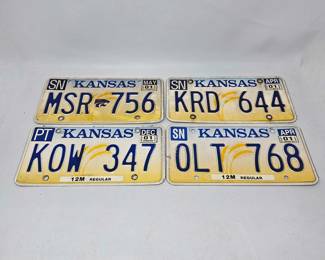 SN KANSAS MAY 01
MSR 756
SN KANSAS APR 01
KRD 644
PT KANSAS DEC 01
KOW 347
12M REGULAR
SN KANSAS APR 01
OLT 768
12M REGULAR